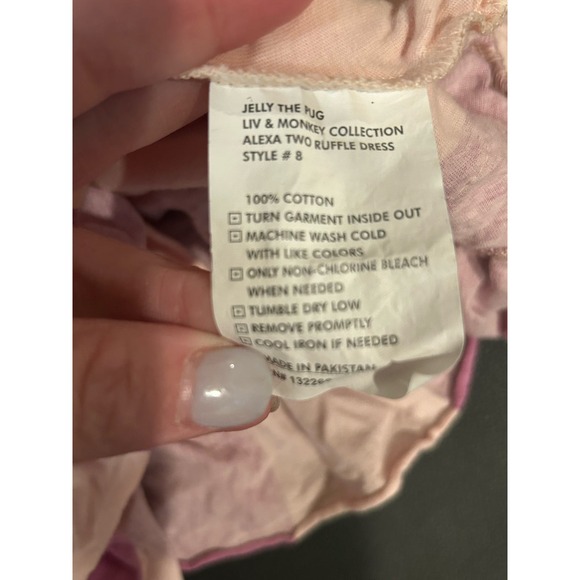 JELLY THE PUG
LIV & MONKEY COLLECTION
ALEXA TWO RUFFLE DRESS
STYLE # 8
100% COTTON
TURN GARMENT INSIDE OUT
MACHINE WASH COLD
WITH LIKE COLORS
ONLY NON-CHLORINE BLEACH
WHEN NEEDED
TUMBLE DRY LOW
REMOVE PROMPTLY
COOL IRON IF NEEDED
MADE IN PAKISTAN